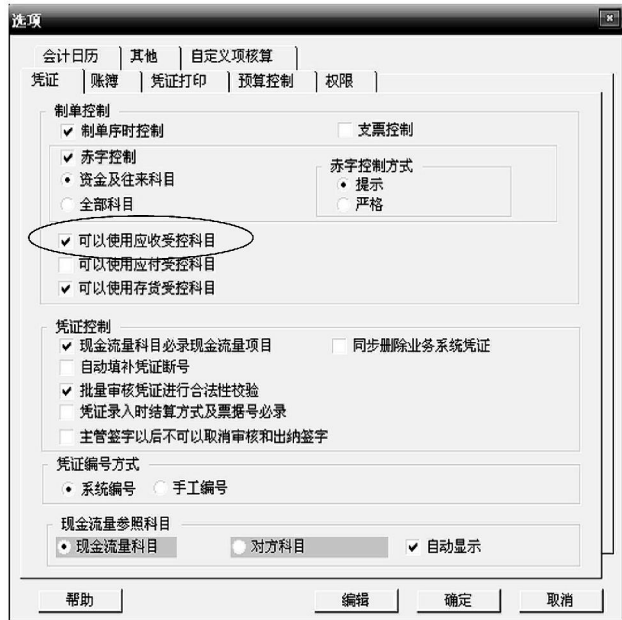 选项
会计日历 其他 自定义项核算
凭证 账簿 凭证打印 预算控制 权限
制单控制
制单序时控制 支票控制
赤字控制
资金及往来科目
全部科目
赤字控制方式
提示
严格
可以使用应收受控科目
可以使用应付受控科目
可以使用存货受控科目
凭证控制
现金流量科目必录现金流量项目 同步删除业务系统凭证
自动填补凭证断号
批量审核凭证进行合法性校验
凭证录入时结算方式及票据号必录
主管签字以后不可以取消审核和出纳签字
凭证编号方式
系统编号 手工编号
现金流量参照科目
现金流量科目 对方科目 自动显示
帮助 编辑 确定 取消